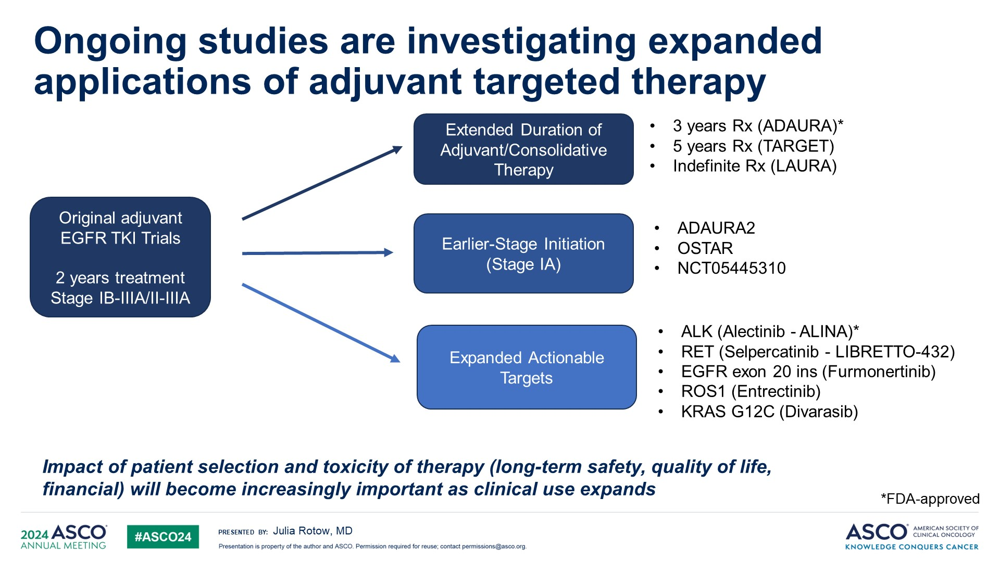 Ongoing studies are investigating expanded
applications of adjuvant targeted therapy
Original adjuvant
EGFR TKI Trials
2 years treatment
Stage IB-IIIA/II-IIIA
Extended Duration of
Adjuvant/Consolidative
Therapy
• 3 years Rx (ADAURA)*
• 5 years Rx (TARGET)
• Indefinite Rx (LAURA)
Earlier-Stage Initiation
(Stage IA)
• ADAURA2
• OSTAR
• NCT05445310
Expanded Actionable
Targets
• ALK (Alectinib - ALINA)*
• RET (Selpercatinib - LIBRETTO-432)
• EGFR exon 20 ins (Furmonertinib)
• ROS1 (Entrectinib)
• KRAS G12C (Divarasib)
Impact of patient selection and toxicity of therapy (long-term safety, quality of life,
financial) will become increasingly important as clinical use expands
*FDA-approved
2024 ASCO®
ANNUAL MEETING
#ASCO24
PRESENTED BY: Julia Rotow, MD
Presentation is property of the author and ASCO. Permission required for reuse; contact permissions@asco.org.
ASCO® AMERICAN SOCIETY OF
CLINICAL ONCOLOGY
KNOWLEDGE CONQUERS CANCER